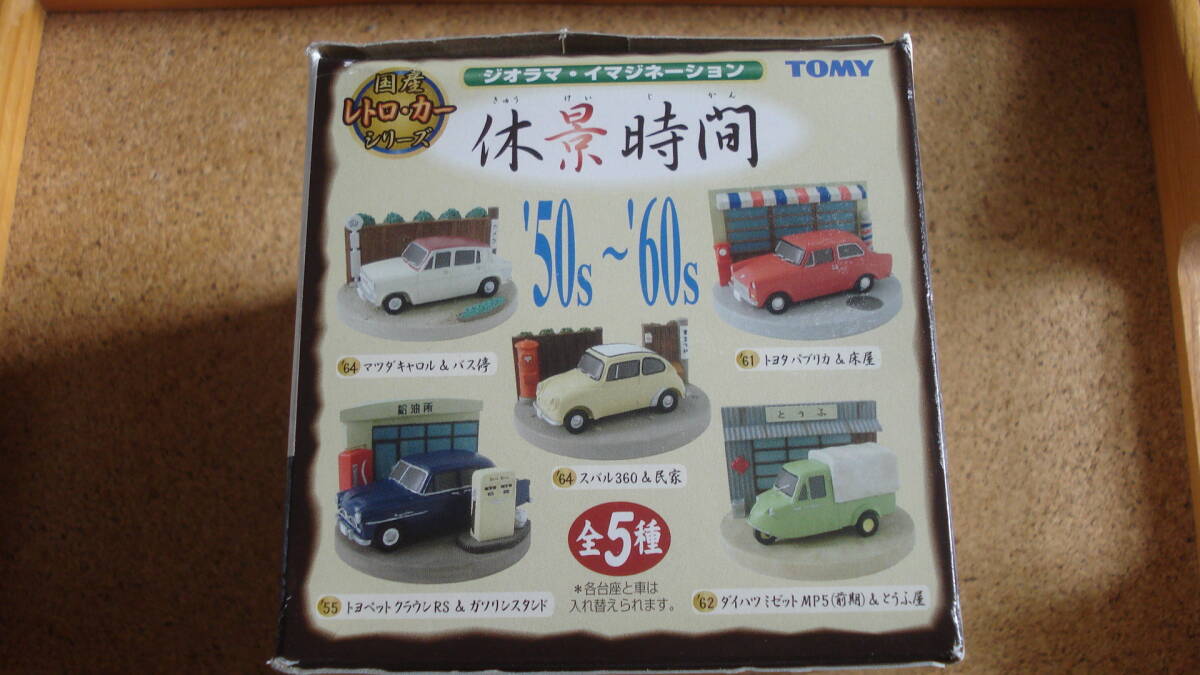 国産
レトロ・カー
シリーズ
ジオラマ・イマジネーション
TOMY
きゅう けい じ かん
休景時間
'50s~'60s
'64 マツダキャロル&バス停
'61 トヨタパブリカ&床屋
'64 スバル360&民家
給油所
とうふ
'55 トヨペットクラウンRS & ガソリンスタンド
全5種
*各台座と車は
入れ替えられます。
'62 ダイハツミゼットMP5(前期)&とうふ屋